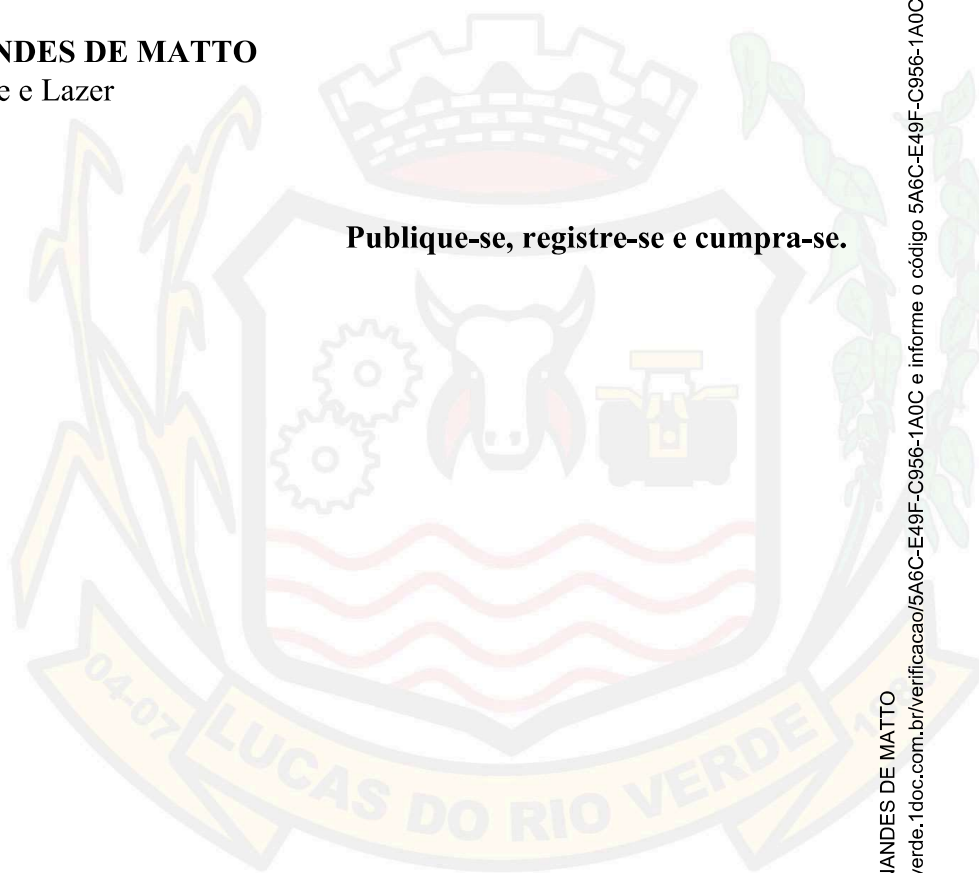 NDES DE MATTO
e e Lazer
Publique-se, registre-se e cumpra-se.
04-07
LUCAS DO RIO VERDE
NANDES DE MATTO
verde.1doc.com.br/verificacao/5A6C-E49F-C956-1A0C e informe o código 5A6C-E49F-C956-1A0C